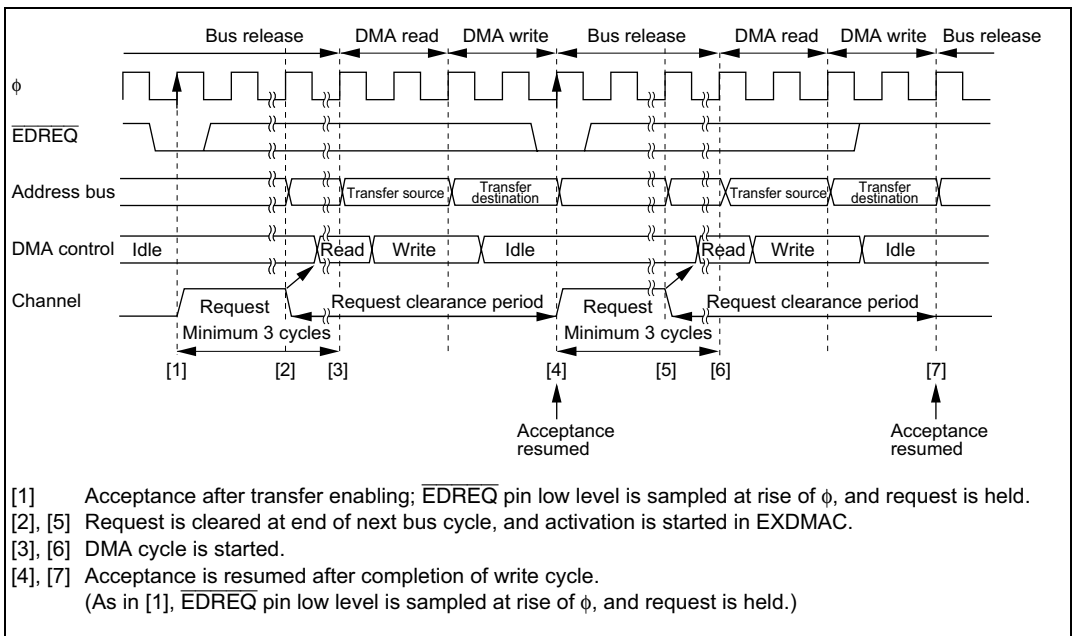 Bus release DMA read DMA write Bus release DMA read DMA write Bus release
ϕ
EDREQ
Address bus Transfer source Transfer destination Transfer source Transfer destination
DMA control Idle Read Write Idle Read Write Idle
Channel Request Request clearance period Request Request clearance period
Minimum 3 cycles Minimum 3 cycles
[1] [2] [3] [4] [5] [6] [7]
Acceptance resumed Acceptance resumed
[1] Acceptance after transfer enabling; EDREQ pin low level is sampled at rise of ϕ, and request is held.
[2], [5] Request is cleared at end of next bus cycle, and activation is started in EXDMAC.
[3], [6] DMA cycle is started.
[4], [7] Acceptance is resumed after completion of write cycle.
(As in [1], EDREQ pin low level is sampled at rise of ϕ, and request is held.)